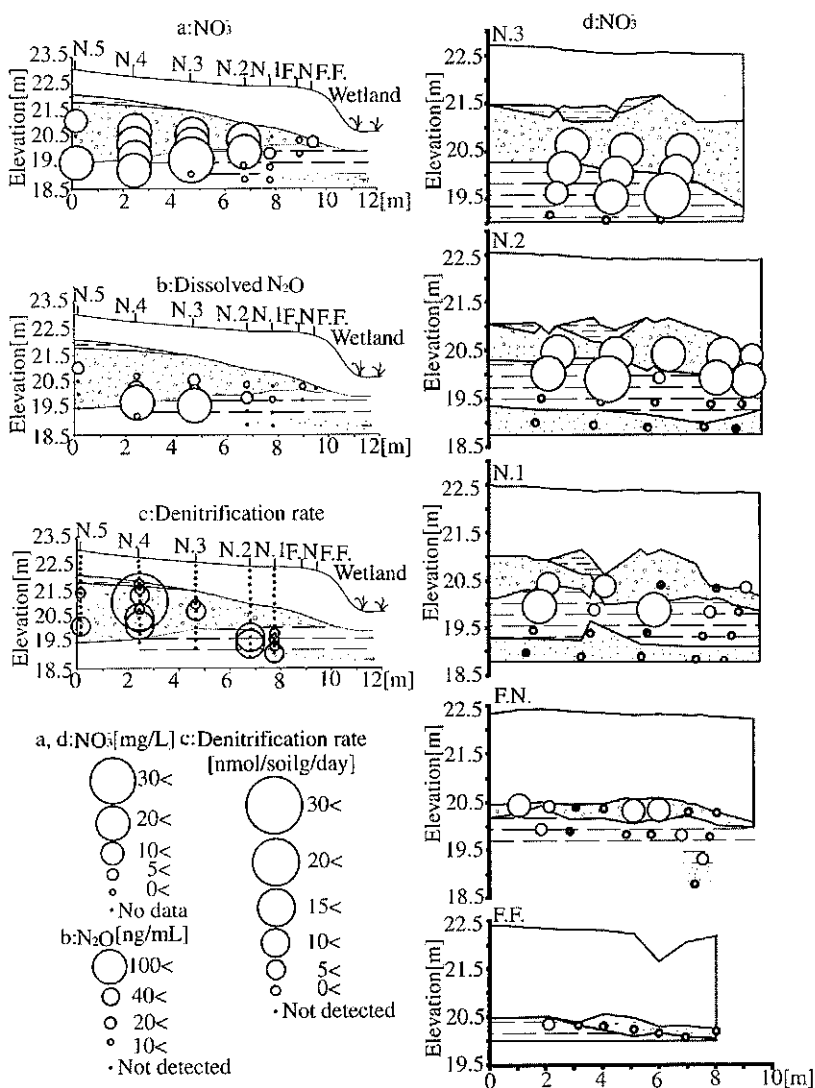 a:NO₃⁻
Elevation[m]
23.5
22.5
21.5
20.5
19.5
18.5
N.5
N.4
N.3
N.2
N.1
F.N.
F.F.
Wetland
0 2 4 6 8 10 12 [m]
b:Dissolved N₂O
Elevation[m]
23.5
22.5
21.5
20.5
19.5
18.5
N.5
N.4
N.3
N.2
N.1
F.N.
F.F.
Wetland
0 2 4 6 8 10 12 [m]
c:Denitrification rate
Elevation[m]
23.5
22.5
21.5
20.5
19.5
18.5
N.5
N.4
N.3
N.2
N.1
F.N.
F.F.
Wetland
0 2 4 6 8 10 12[m]
a, d:NO₃⁻[mg/L]
30<
20<
10<
5<
0<
· No data
b:N₂O[ng/mL]
100<
40<
20<
10<
· Not detected
c:Denitrification rate
[nmol/soilg/day]
30<
20<
15<
10<
5<
0<
· Not detected
d:NO₃⁻
N.3
Elevation[m]
22.5
21.5
20.5
19.5
N.2
Elevation[m]
22.5
21.5
20.5
19.5
18.5
N.1
Elevation[m]
22.5
21.5
20.5
19.5
18.5
F.N.
Elevation[m]
22.5
21.5
20.5
19.5
18.5
F.F.
Elevation[m]
22.5
21.5
20.5
19.5
0 2 4 6 8 10[m]